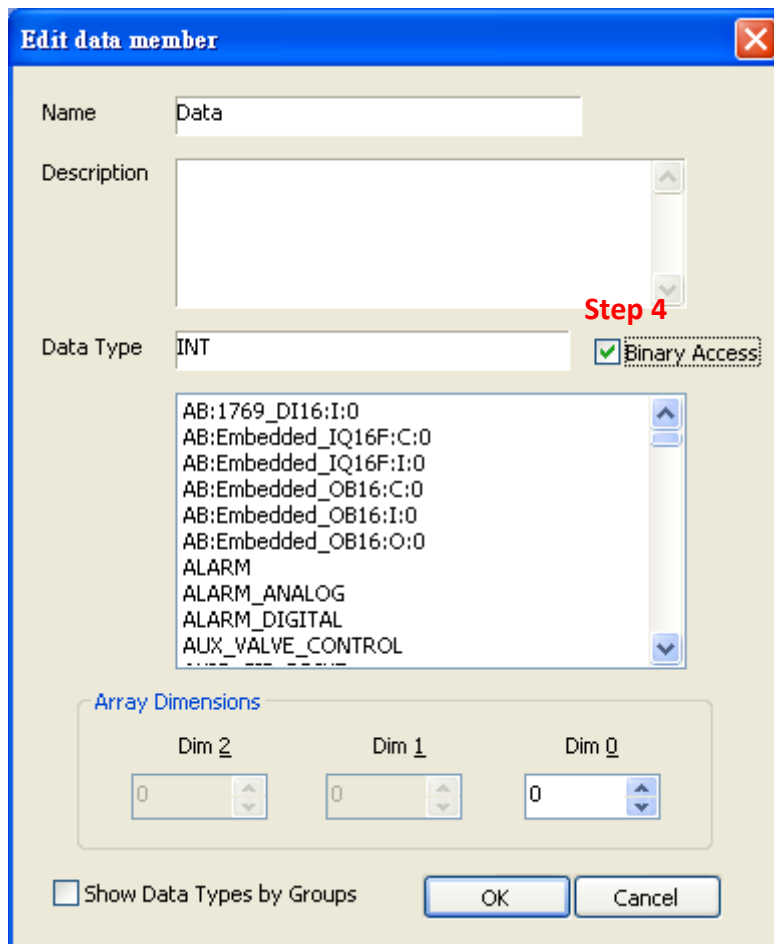 Edit data member
Name
Data
Description
Step 4
Data Type
INT
Binary Access
AB:1769_DI16:I:0
AB:Embedded_IQ16F:C:0
AB:Embedded_IQ16F:I:0
AB:Embedded_OB16:C:0
AB:Embedded_OB16:I:0
AB:Embedded_OB16:O:0
ALARM
ALARM_ANALOG
ALARM_DIGITAL
AUX_VALVE_CONTROL
Array Dimensions
Dim 2 Dim 1 Dim 0
0 0 0
Show Data Types by Groups
OK
Cancel